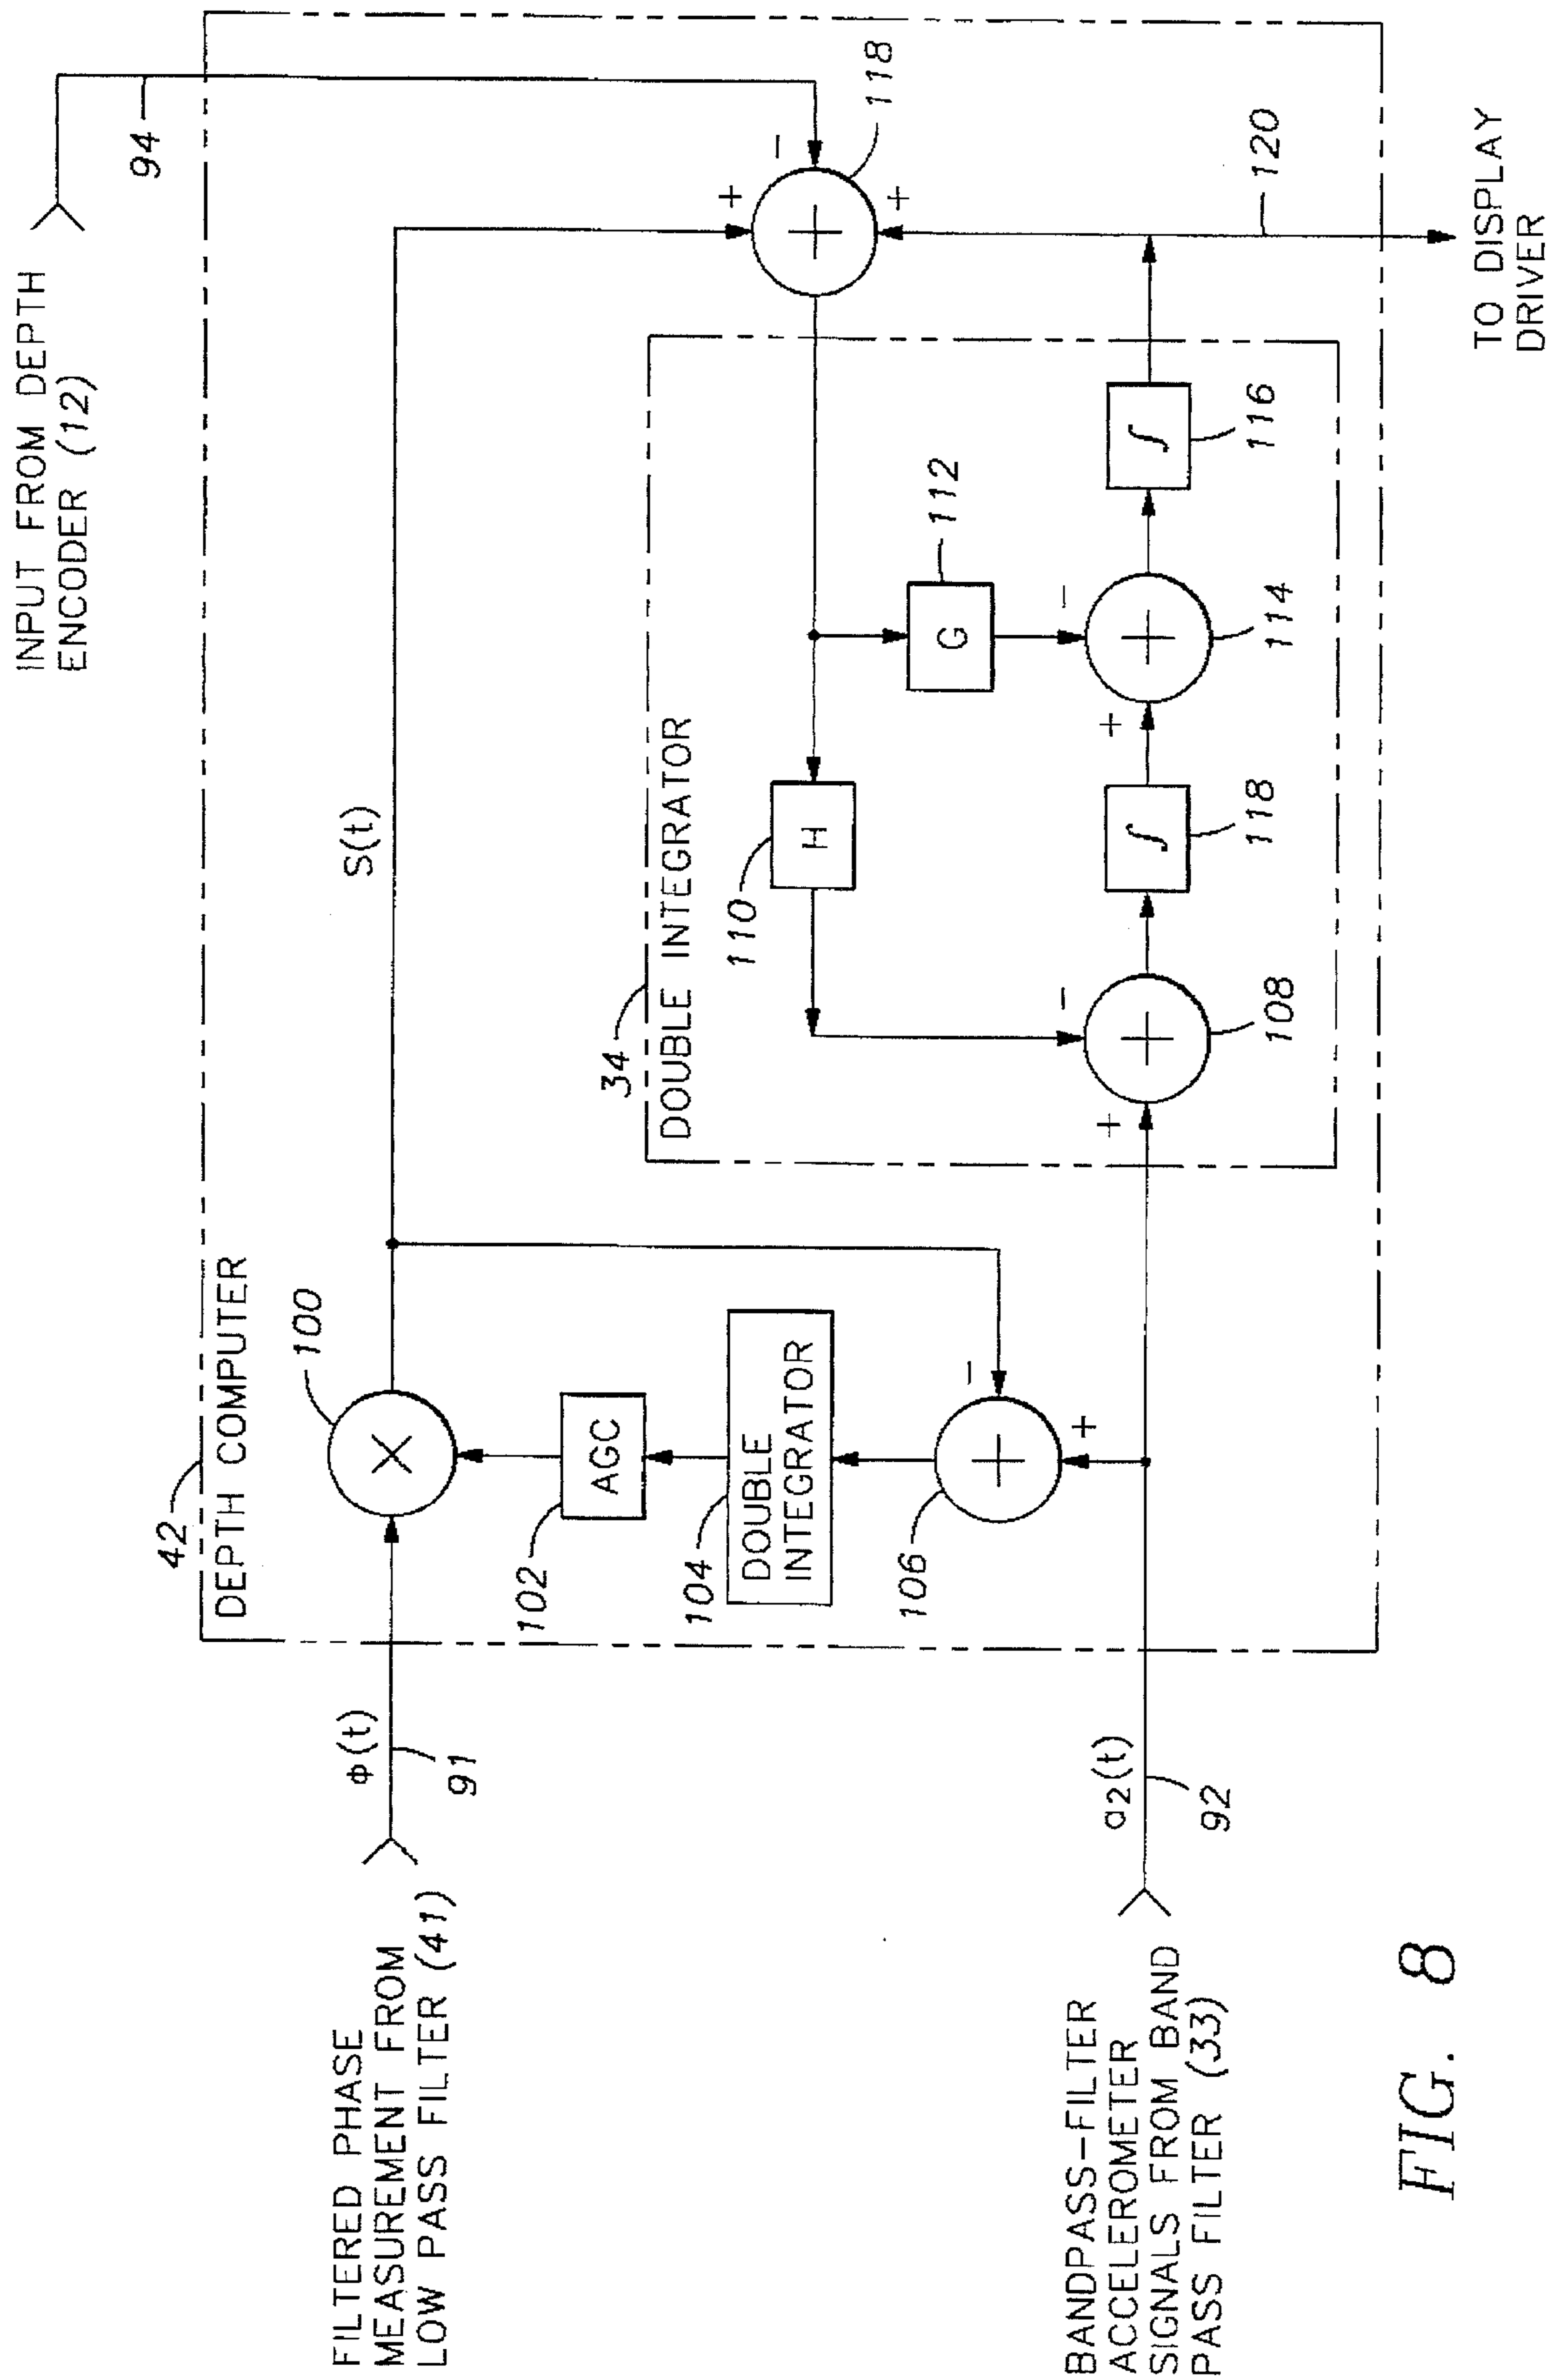 INPUT FROM DEPTH
ENCODER (12)
94
42
DEPTH COMPUTER
S(t)
100
φ(t)
91
FILTERED PHASE
MEASUREMENT FROM
LOW PASS FILTER (41)
×
102
AGC
104
DOUBLE
INTEGRATOR
106
+
−
+
34
DOUBLE INTEGRATOR
110
H
112
G
+
−
+
+
118
−
+
+
108
∫
118
−
+
+
114
∫
116
120
TO DISPLAY
DRIVER
a2(t)
92
BANDPASS-FILTER
ACCELEROMETER
SIGNALS FROM BAND
PASS FILTER (33)
FIG. 8